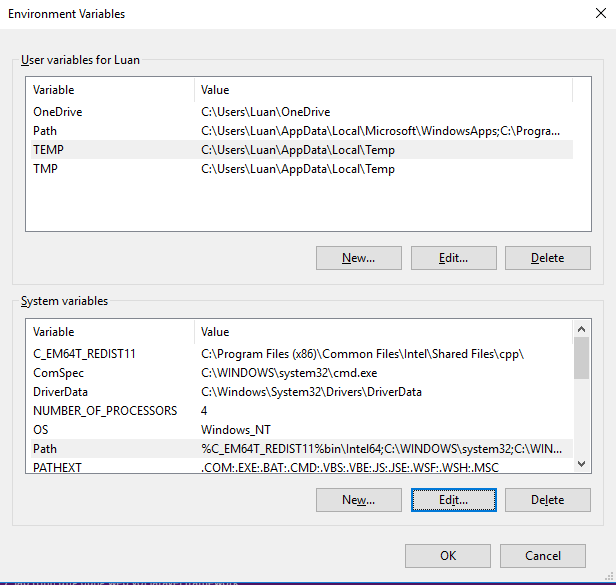 Environment Variables
User variables for Luan
Variable Value
OneDrive C:\Users\Luan\OneDrive
Path C:\Users\Luan\AppData\Local\Microsoft\WindowsApps;C:\Progra...
TEMP C:\Users\Luan\AppData\Local\Temp
TMP C:\Users\Luan\AppData\Local\Temp
New... Edit... Delete
System variables
Variable Value
C_EM64T_REDIST11 C:\Program Files (x86)\Common Files\Intel\Shared Files\cpp\
ComSpec C:\WINDOWS\system32\cmd.exe
DriverData C:\Windows\System32\Drivers\DriverData
NUMBER_OF_PROCESSORS 4
OS Windows_NT
Path %C_EM64T_REDIST11%bin\Intel64;C:\WINDOWS\system32;C:\WIN...
PATHEXT .COM;.EXE;.BAT;.CMD;.VBS;.VBE;.JS;.JSE;.WSF;.WSH;.MSC
New... Edit... Delete
OK Cancel